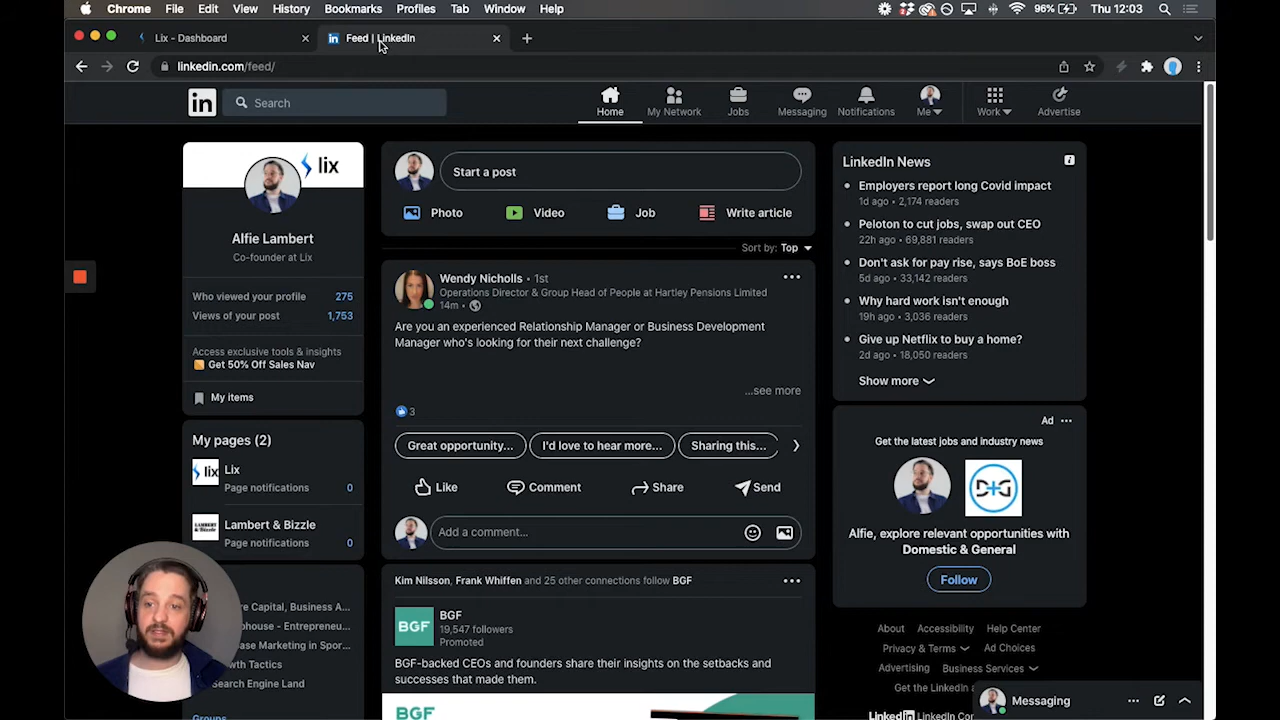 Chrome File Edit View History Bookmarks Profiles Tab Window Help 96% Thu 12:03
Lix - Dashboard Feed | LinkedIn
linkedin.com/feed/
in Search Home My Network Jobs Messaging Notifications Me Work Advertise
lix
Alfie Lambert
Co-founder at Lix
Who viewed your profile 275
Views of your post 1,753
Access exclusive tools & insights
Get 50% Off Sales Nav
My items
My pages (2)
lix Lix
Page notifications 0
LAMBERT & Bizzle Lambert & Bizzle
Page notifications 0
re Capital, Business A...
house - Entrepreneu...
ase Marketing in Spor...
wth Tactics
Search Engine Land
Groups
Start a post
Photo Video Job Write article
Sort by: Top
Wendy Nicholls • 1st
Operations Director & Group Head of People at Hartley Pensions Limited
14m •
Are you an experienced Relationship Manager or Business Development
Manager who's looking for their next challenge?
...see more
3
Great opportunity... I'd love to hear more... Sharing this...
Like Comment Share Send
Add a comment...
Kim Nilsson, Frank Whiffen and 25 other connections follow BGF
BGF BGF
19,547 followers
Promoted
BGF-backed CEOs and founders share their insights on the setbacks and
successes that made them.
BGF
LinkedIn News
Employers report long Covid impact
1d ago • 2,174 readers
Peloton to cut jobs, swap out CEO
22h ago • 69,881 readers
Don't ask for pay rise, says BoE boss
5d ago • 33,142 readers
Why hard work isn't enough
19h ago • 3,036 readers
Give up Netflix to buy a home?
2d ago • 18,050 readers
Show more
Ad
Get the latest jobs and industry news
D+G
Alfie, explore relevant opportunities with
Domestic & General
Follow
About Accessibility Help Center
Privacy & Terms Ad Choices
Advertising Business Services
Get the LinkedIn a
LinkedIn LinkedIn Cor
Messaging